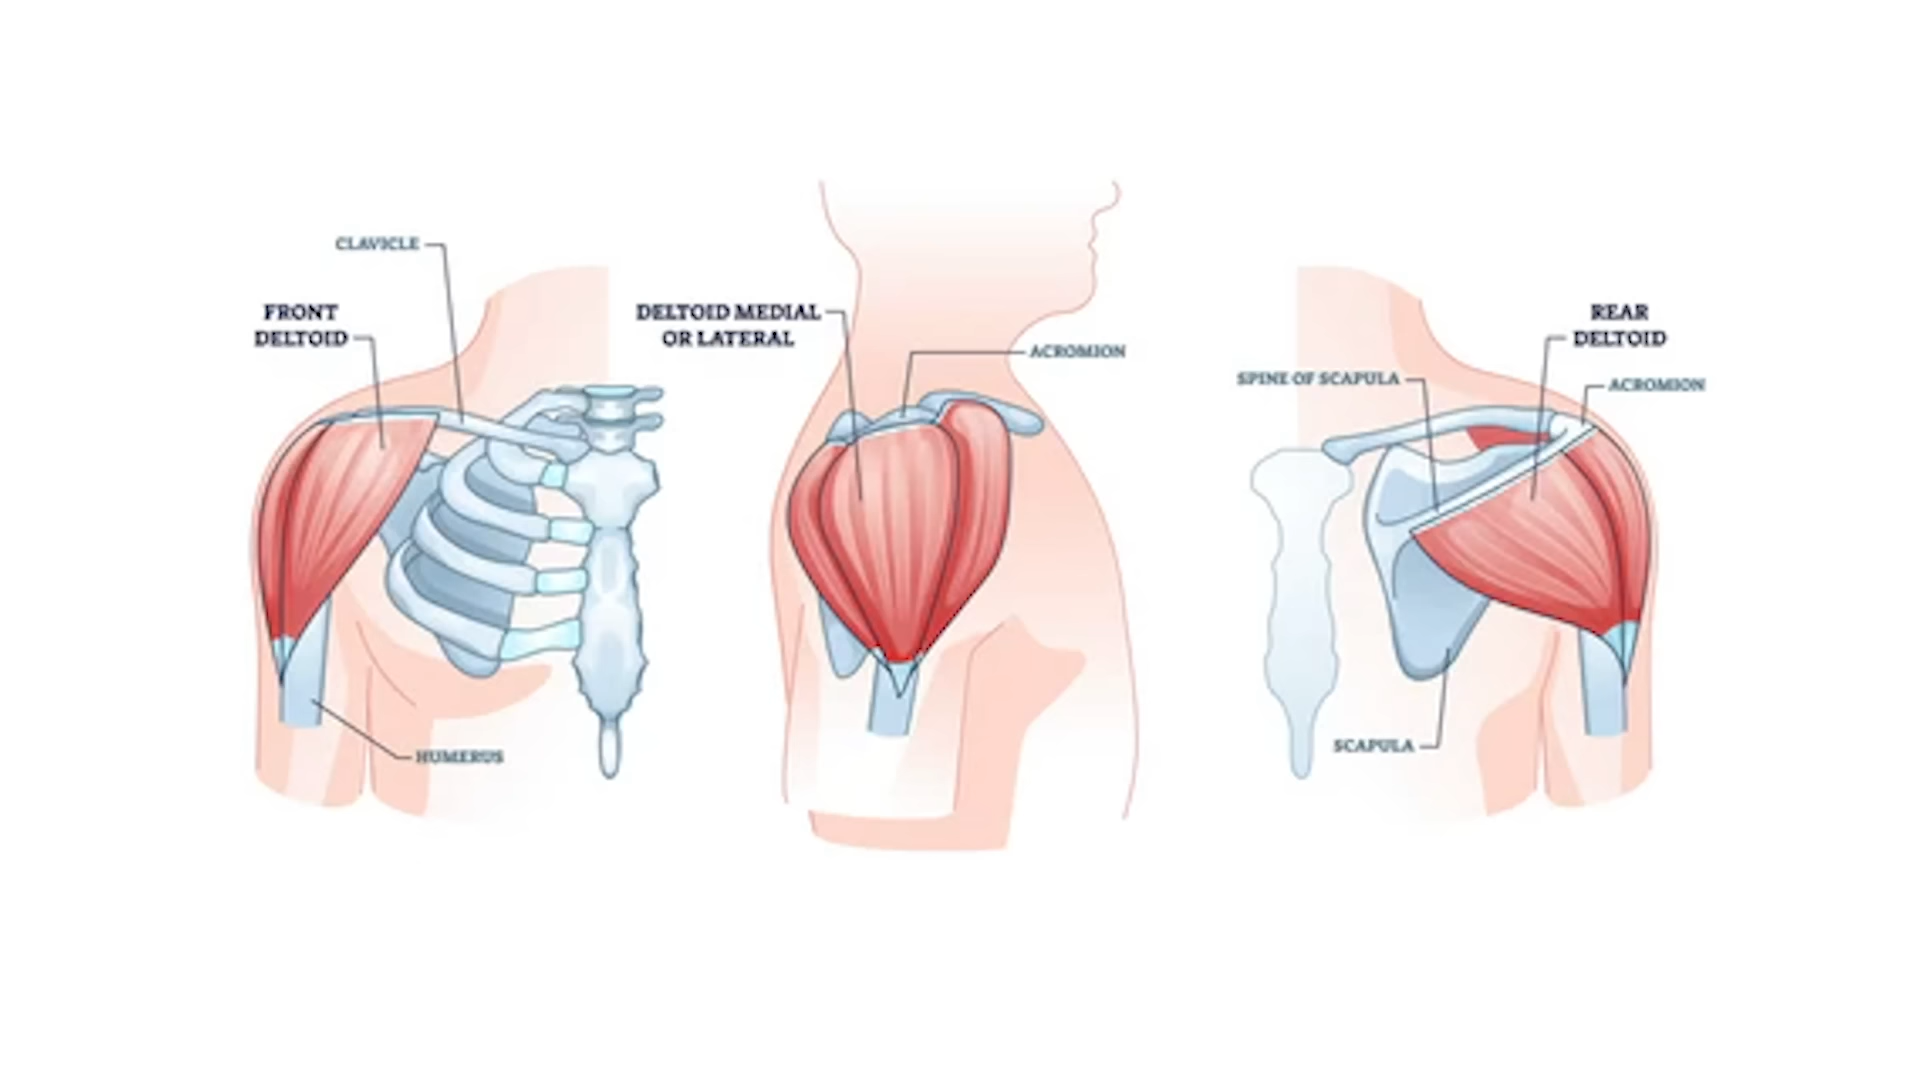 CLAVICLE
FRONT
DELTOID
HUMERUS
DELTOID MEDIAL
OR LATERAL
ACROMION
REAR
DELTOID
SPINE OF SCAPULA
ACROMION
SCAPULA